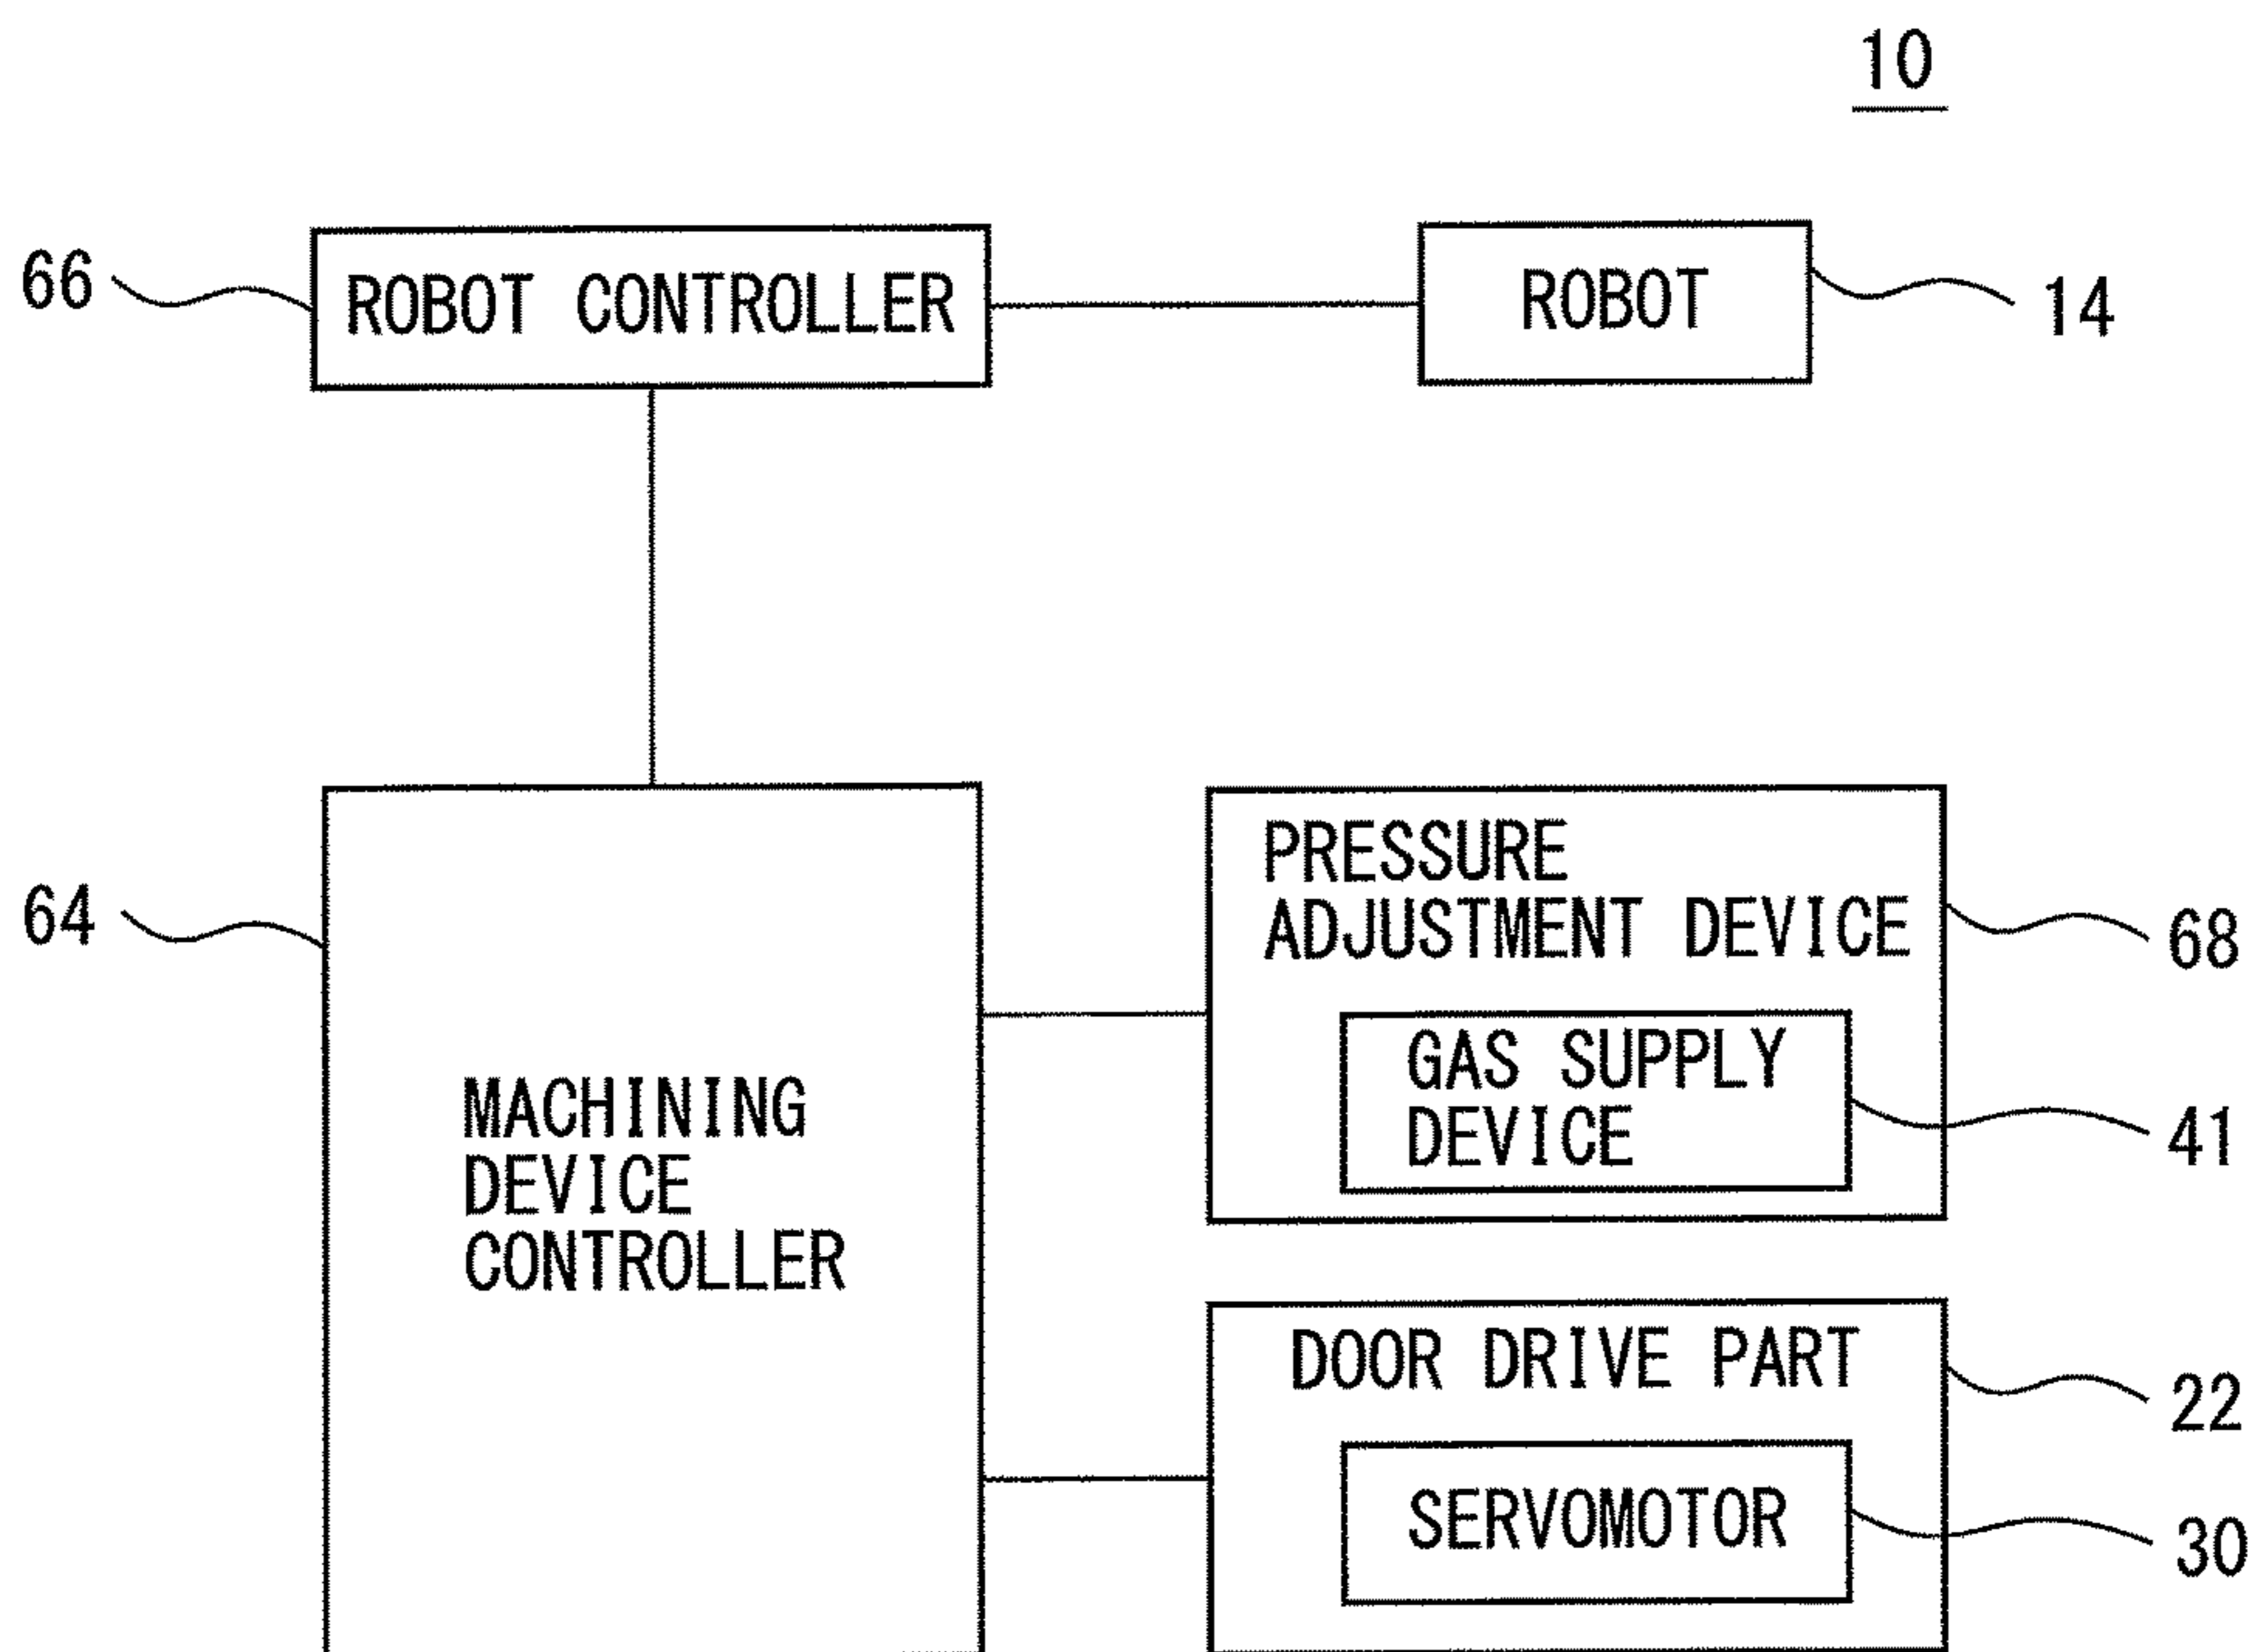 10
66
ROBOT CONTROLLER
ROBOT
14
64
MACHINING
DEVICE
CONTROLLER
PRESSURE
ADJUSTMENT DEVICE
68
GAS SUPPLY
DEVICE
41
DOOR DRIVE PART
22
SERVOMOTOR
30